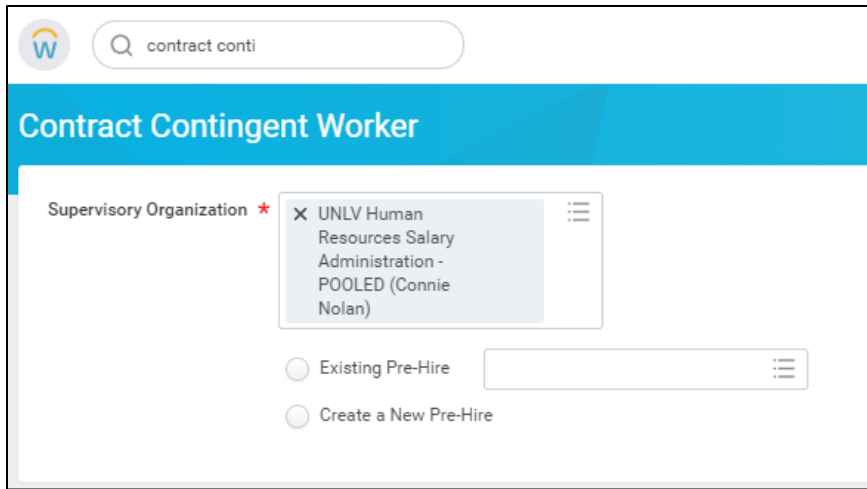 W
contract conti
Contract Contingent Worker
Supervisory Organization *
× UNLV Human
Resources Salary
Administration -
POOLED (Connie
Nolan)
Existing Pre-Hire
Create a New Pre-Hire